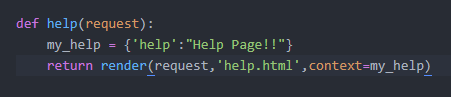 def help(request):
    my_help = {'help':"Help Page!!"}
    return render(request,'help.html',context=my_help)